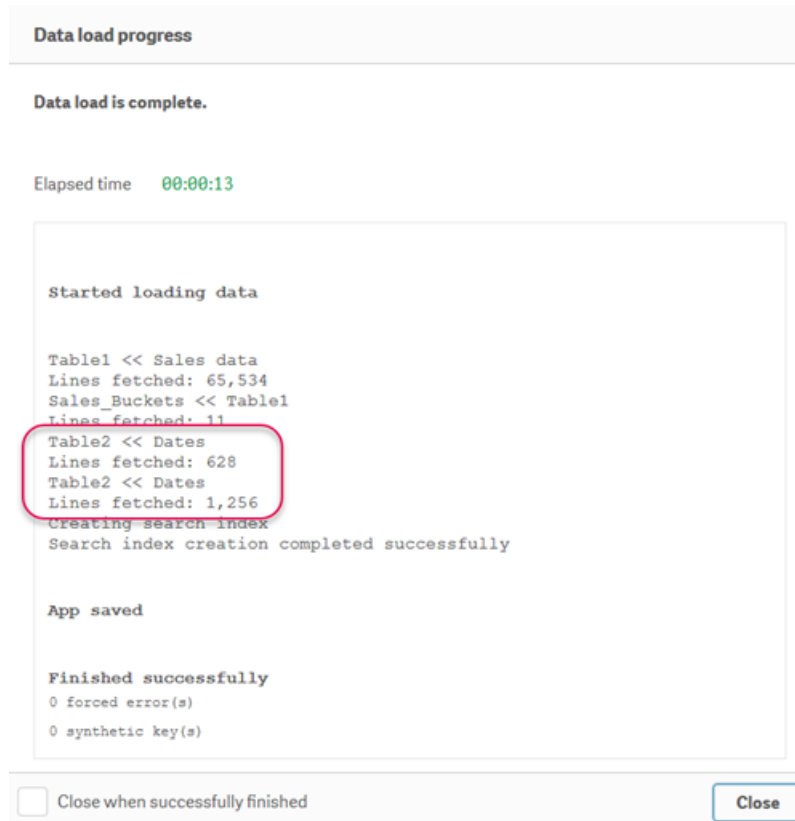 Data load progress
Data load is complete.
Elapsed time 00:00:13
Started loading data
Table1 << Sales data
Lines fetched: 65,534
Sales_Buckets << Table1
Lines fetched: 11
Table2 << Dates
Lines fetched: 628
Table2 << Dates
Lines fetched: 1,256
Creating search index
Search index creation completed successfully
App saved
Finished successfully
0 forced error(s)
0 synthetic key(s)
Close when successfully finished
Close